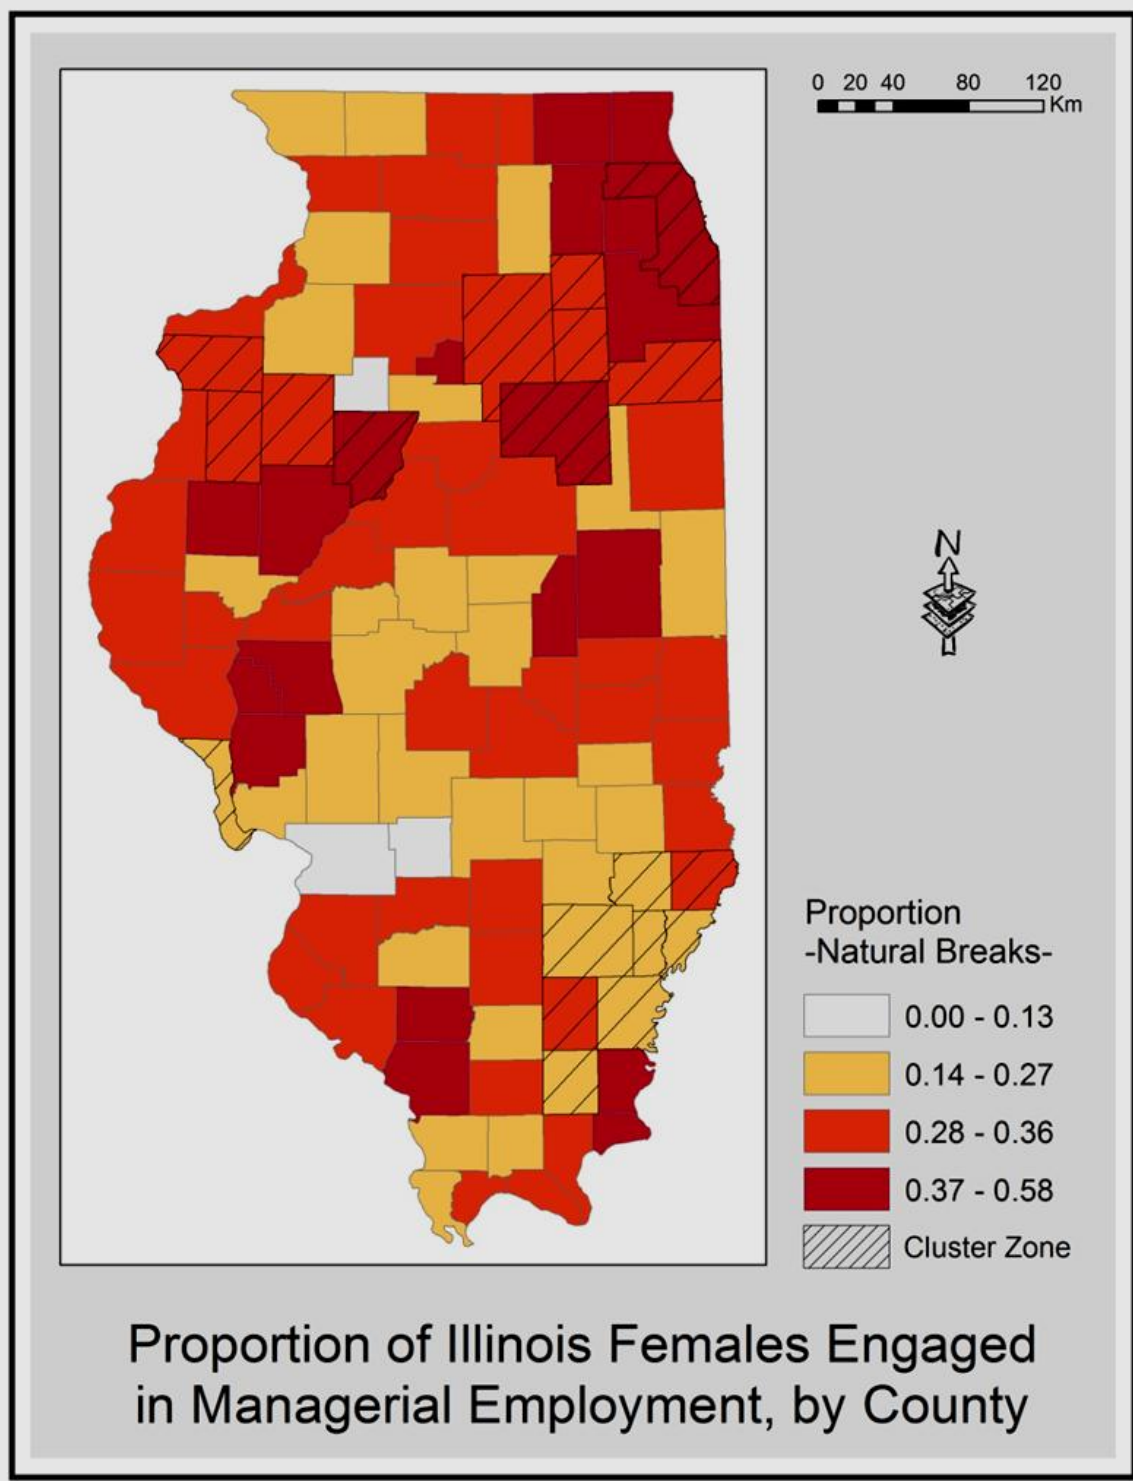 0 20 40 80 120
Km
N
Proportion
-Natural Breaks-
0.00 - 0.13
0.14 - 0.27
0.28 - 0.36
0.37 - 0.58
Cluster Zone
Proportion of Illinois Females Engaged
in Managerial Employment, by County